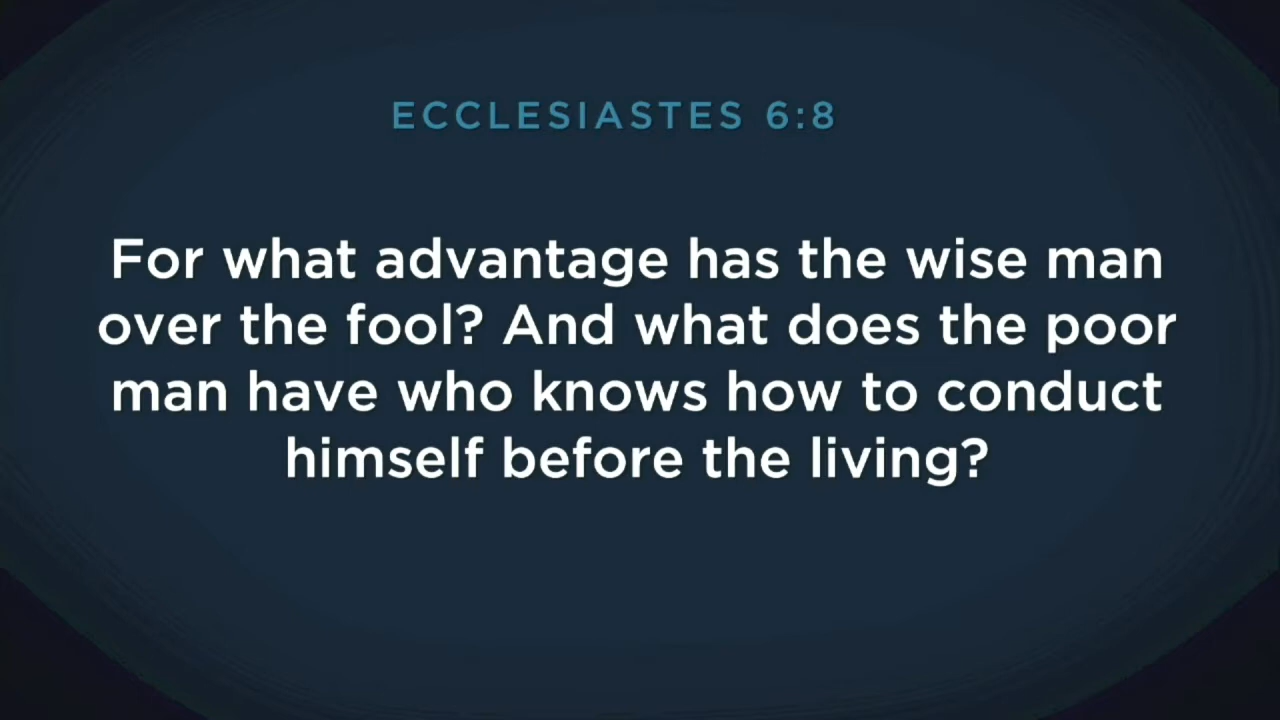 ECCLESIASTES 6:8
For what advantage has the wise man
over the fool? And what does the poor
man have who knows how to conduct
himself before the living?